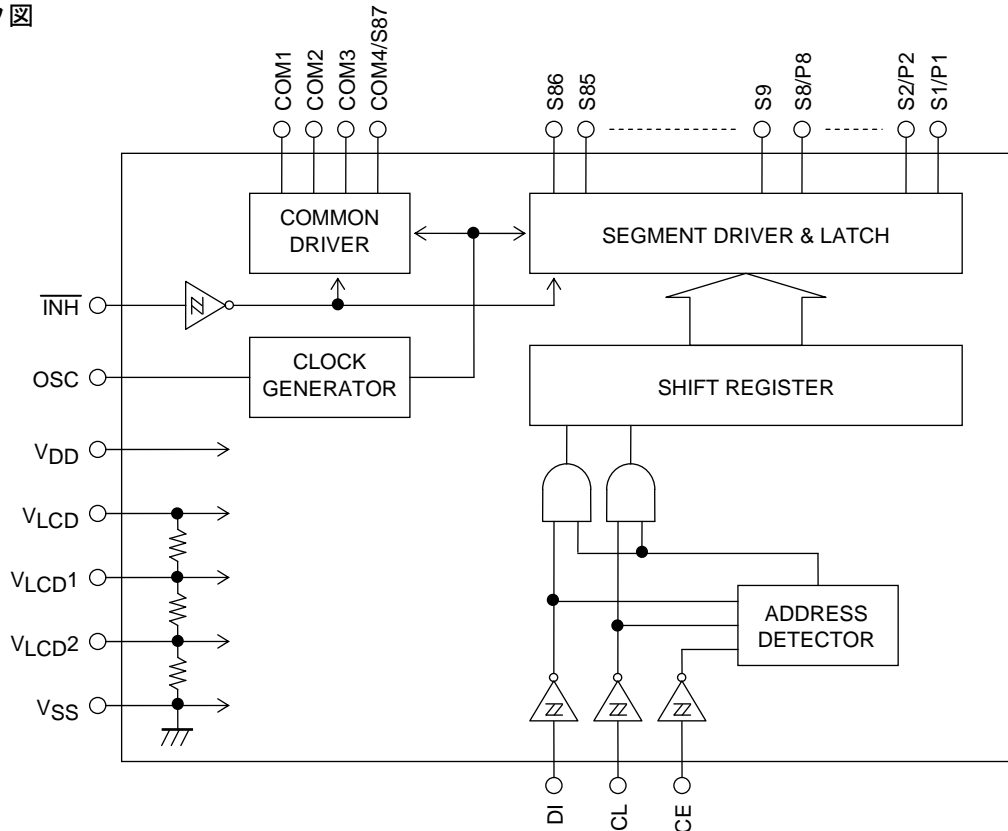 図
COM1
COM2
COM3
COM4/S87
S86
S85
S9
S8/P8
S2/P2
S1/P1
COMMON
DRIVER
SEGMENT DRIVER & LATCH
INH
OSC
CLOCK
GENERATOR
SHIFT REGISTER
VDD
VLCD
VLCD1
VLCD2
VSS
ADDRESS
DETECTOR
DI
CL
CE